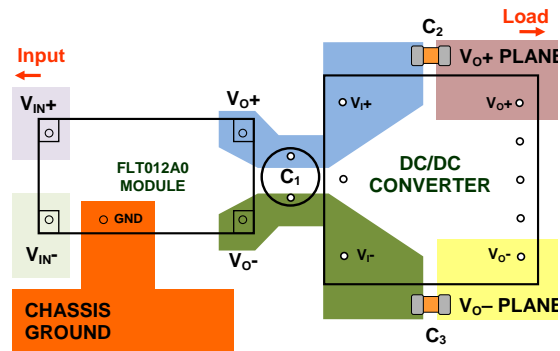 Input
C2
Load
VO+ PLANE
VIN+
VO+
VI+
VO+
FLT012A0
MODULE
C1
DC/DC
CONVERTER
GND
VIN-
VO-
VI-
VO-
CHASSIS
GROUND
VO– PLANE
C3